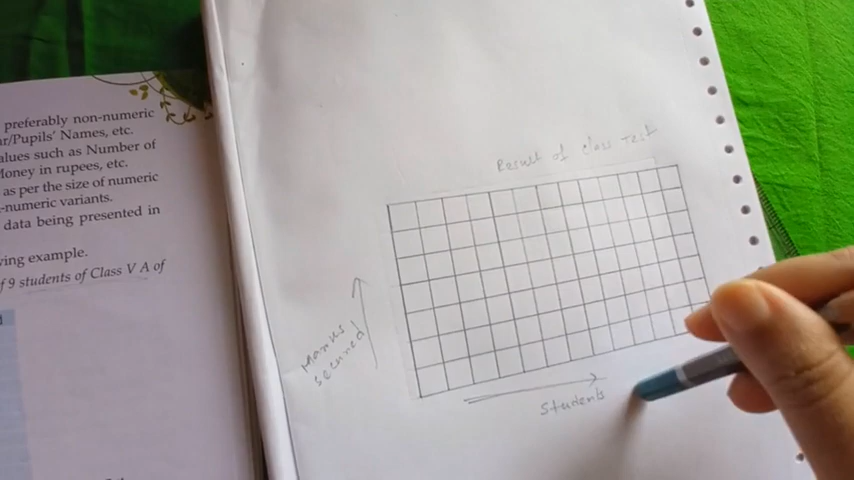 preferably non-numeric
ar/Pupils' Names, etc.
alues such as Number of
Money in rupees, etc.
as per the size of numeric
-numeric variants.
data being presented in
ving example.
f 9 students of Class V A of
Result of class Test
Marks
secured
Students